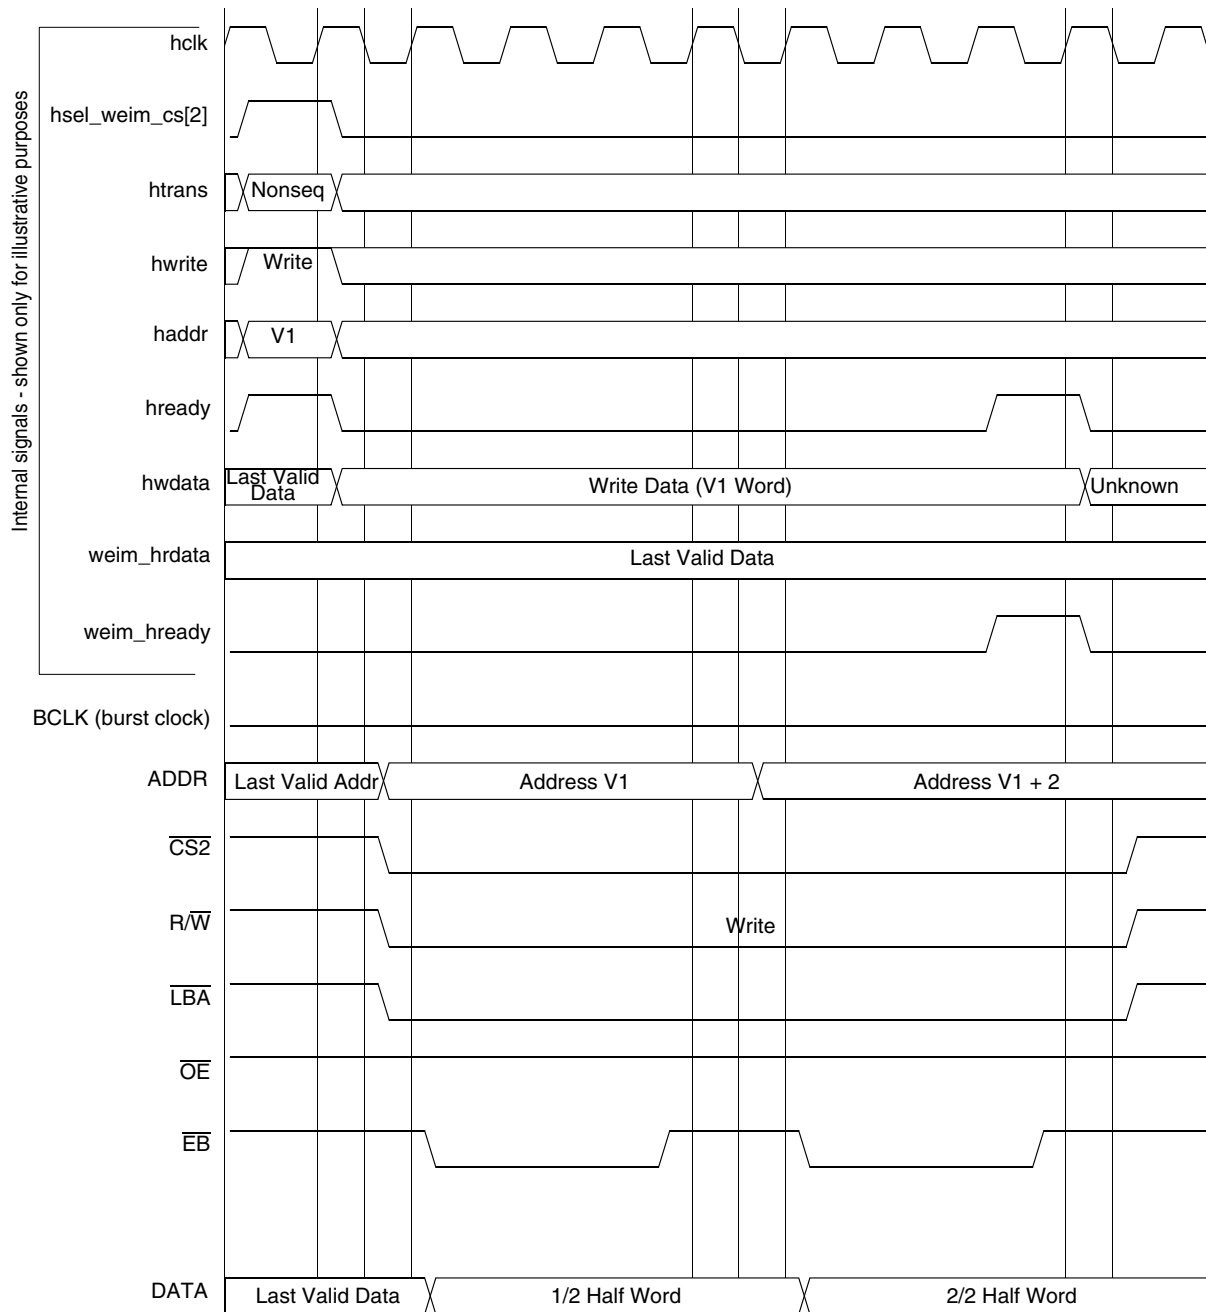 Internal signals - shown only for illustrative purposes
hclk
hsel_weim_cs[2]
htrans
Nonseq
hwrite
Write
haddr
V1
hready
hwdata
Last Valid
Data
Write Data (V1 Word)
Unknown
weim_hrdata
Last Valid Data
weim_hready
BCLK (burst clock)
ADDR
Last Valid Addr
Address V1
Address V1 + 2
CS2
R/W
Write
LBA
OE
EB
DATA
Last Valid Data
1/2 Half Word
2/2 Half Word